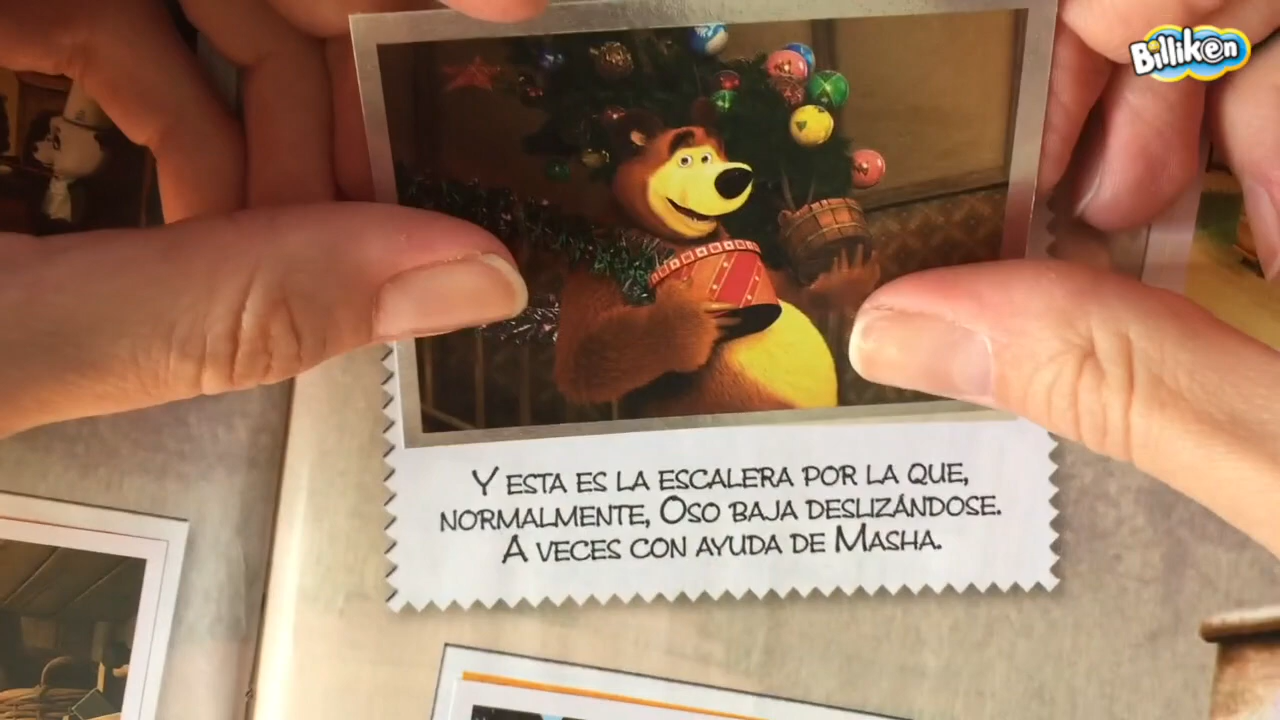 Billiken
Y ESTA ES LA ESCALERA POR LA QUE,
NORMALMENTE, OSO BAJA DESLIZÁNDOSE.
A VECES CON AYUDA DE MASHA.